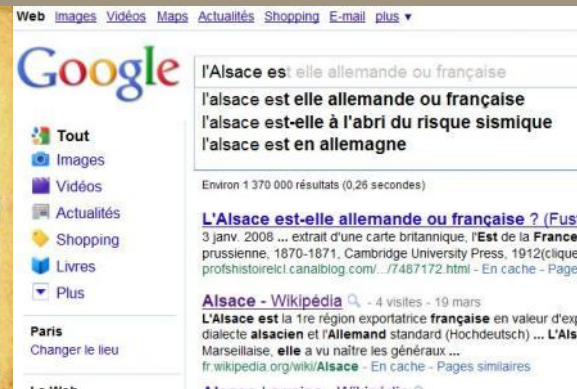 Web Images Vidéos Maps Actualités Shopping E-mail plus ▼
Google
l'Alsace est elle allemande ou française
l'alsace est elle allemande ou française
l'alsace est-elle à l'abri du risque sismique
l'alsace est en allemagne
Tout
Images
Vidéos
Actualités
Shopping
Livres
Plus
Paris
Changer le lieu
Environ 1 370 000 résultats (0,26 secondes)
L'Alsace est-elle allemande ou française ? (Fus
3 janv. 2008 ... extrait d'une carte britannique, l'Est de la France
prussienne, 1870-1871, Cambridge University Press, 1912(clique
profshistoirelcl.canalblog.com/.../7487172.html - En cache - Page
Alsace - Wikipédia - 4 visites - 19 mars
L'Alsace est la 1re région exportatrice française en valeur d'exp
dialecte alsacien et l'Allemand standard (Hochdeutsch) ... L'Als
Marseillaise, elle a vu naître les généraux ...
fr.wikipedia.org/wiki/Alsace - En cache - Pages similaires